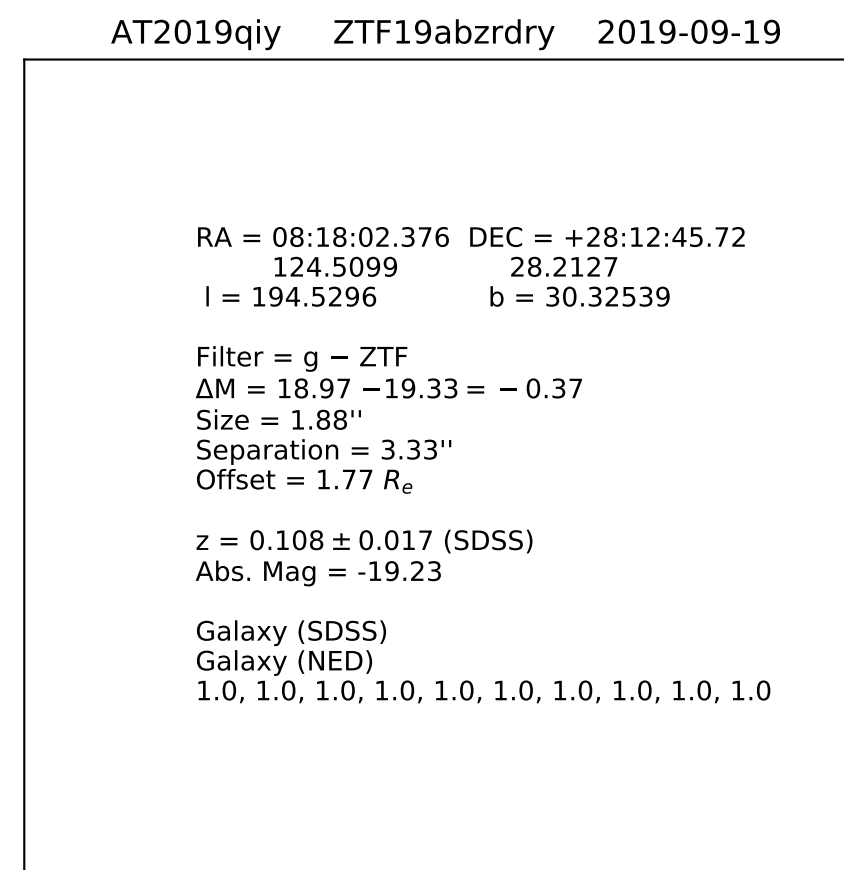 AT2019qiy ZTF19abzrdry 2019-09-19
RA = 08:18:02.376 DEC = +28:12:45.72
124.5099 28.2127
l = 194.5296 b = 30.32539
Filter = g − ZTF
ΔM = 18.97 −19.33 = − 0.37
Size = 1.88''
Separation = 3.33''
Offset = 1.77 Re
z = 0.108 ± 0.017 (SDSS)
Abs. Mag = -19.23
Galaxy (SDSS)
Galaxy (NED)
1.0, 1.0, 1.0, 1.0, 1.0, 1.0, 1.0, 1.0, 1.0, 1.0